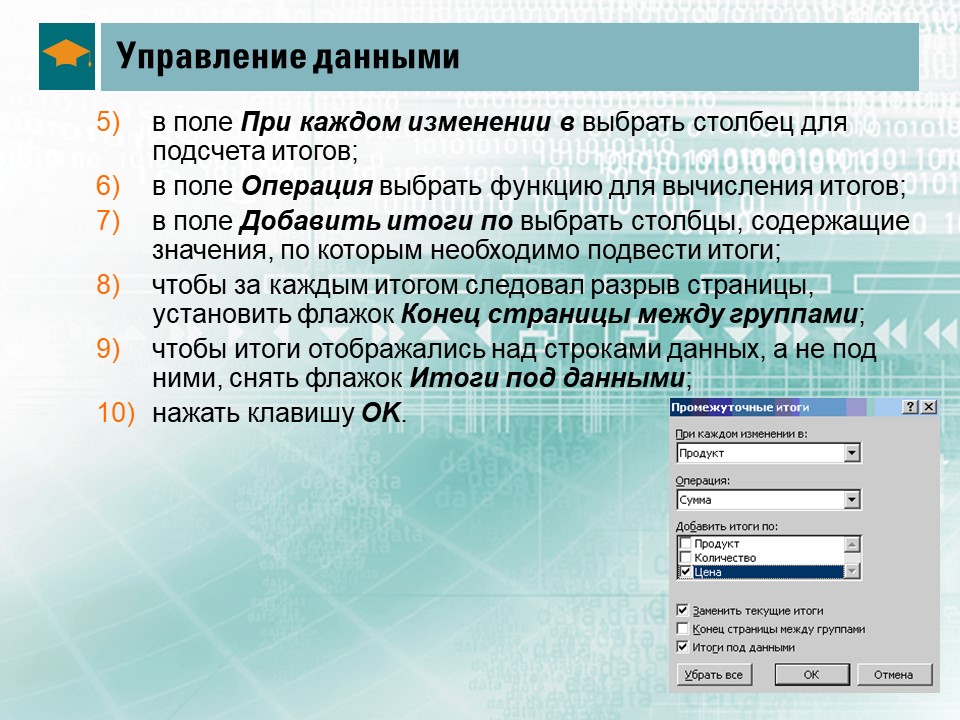 Управление данными
5) в поле При каждом изменении в выбрать столбец для
подсчета итогов;
6) в поле Операция выбрать функцию для вычисления итогов;
7) в поле Добавить итоги по выбрать столбцы, содержащие
значения, по которым необходимо подвести итоги;
8) чтобы за каждым итогом следовал разрыв страницы,
установить флажок Конец страницы между группами;
9) чтобы итоги отображались над строками данных, а не под
ними, снять флажок Итоги под данными;
10) нажать клавишу OK.
Промежуточные итоги
При каждом изменении в:
Продукт
Операция:
Сумма
Добавить итоги по:
Продукт
Количество
Цена
Заменить текущие итоги
Конец страницы между группами
Итоги под данными
Убрать все ОК Отмена